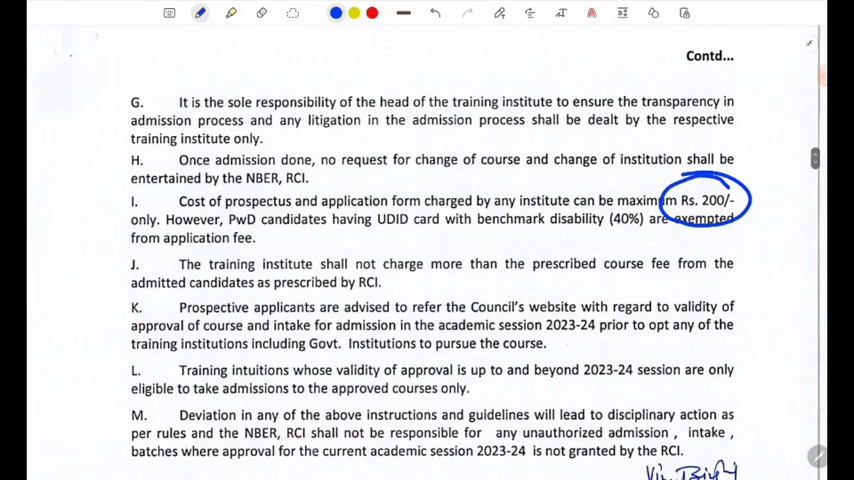 Contd...
G. It is the sole responsibility of the head of the training institute to ensure the transparency in
admission process and any litigation in the admission process shall be dealt by the respective
training institute only.
H. Once admission done, no request for change of course and change of institution shall be
entertained by the NBER, RCI.
I. Cost of prospectus and application form charged by any institute can be maximum Rs. 200/-
only. However, PwD candidates having UDID card with benchmark disability (40%) are exempted
from application fee.
J. The training institute shall not charge more than the prescribed course fee from the
admitted candidates as prescribed by RCI.
K. Prospective applicants are advised to refer the Council's website with regard to validity of
approval of course and intake for admission in the academic session 2023-24 prior to opt any of the
training institutions including Govt. Institutions to pursue the course.
L. Training intuitions whose validity of approval is up to and beyond 2023-24 session are only
eligible to take admissions to the approved courses only.
M. Deviation in any of the above instructions and guidelines will lead to disciplinary action as
per rules and the NBER, RCI shall not be responsible for any unauthorized admission , intake ,
batches where approval for the current academic session 2023-24 is not granted by the RCI.